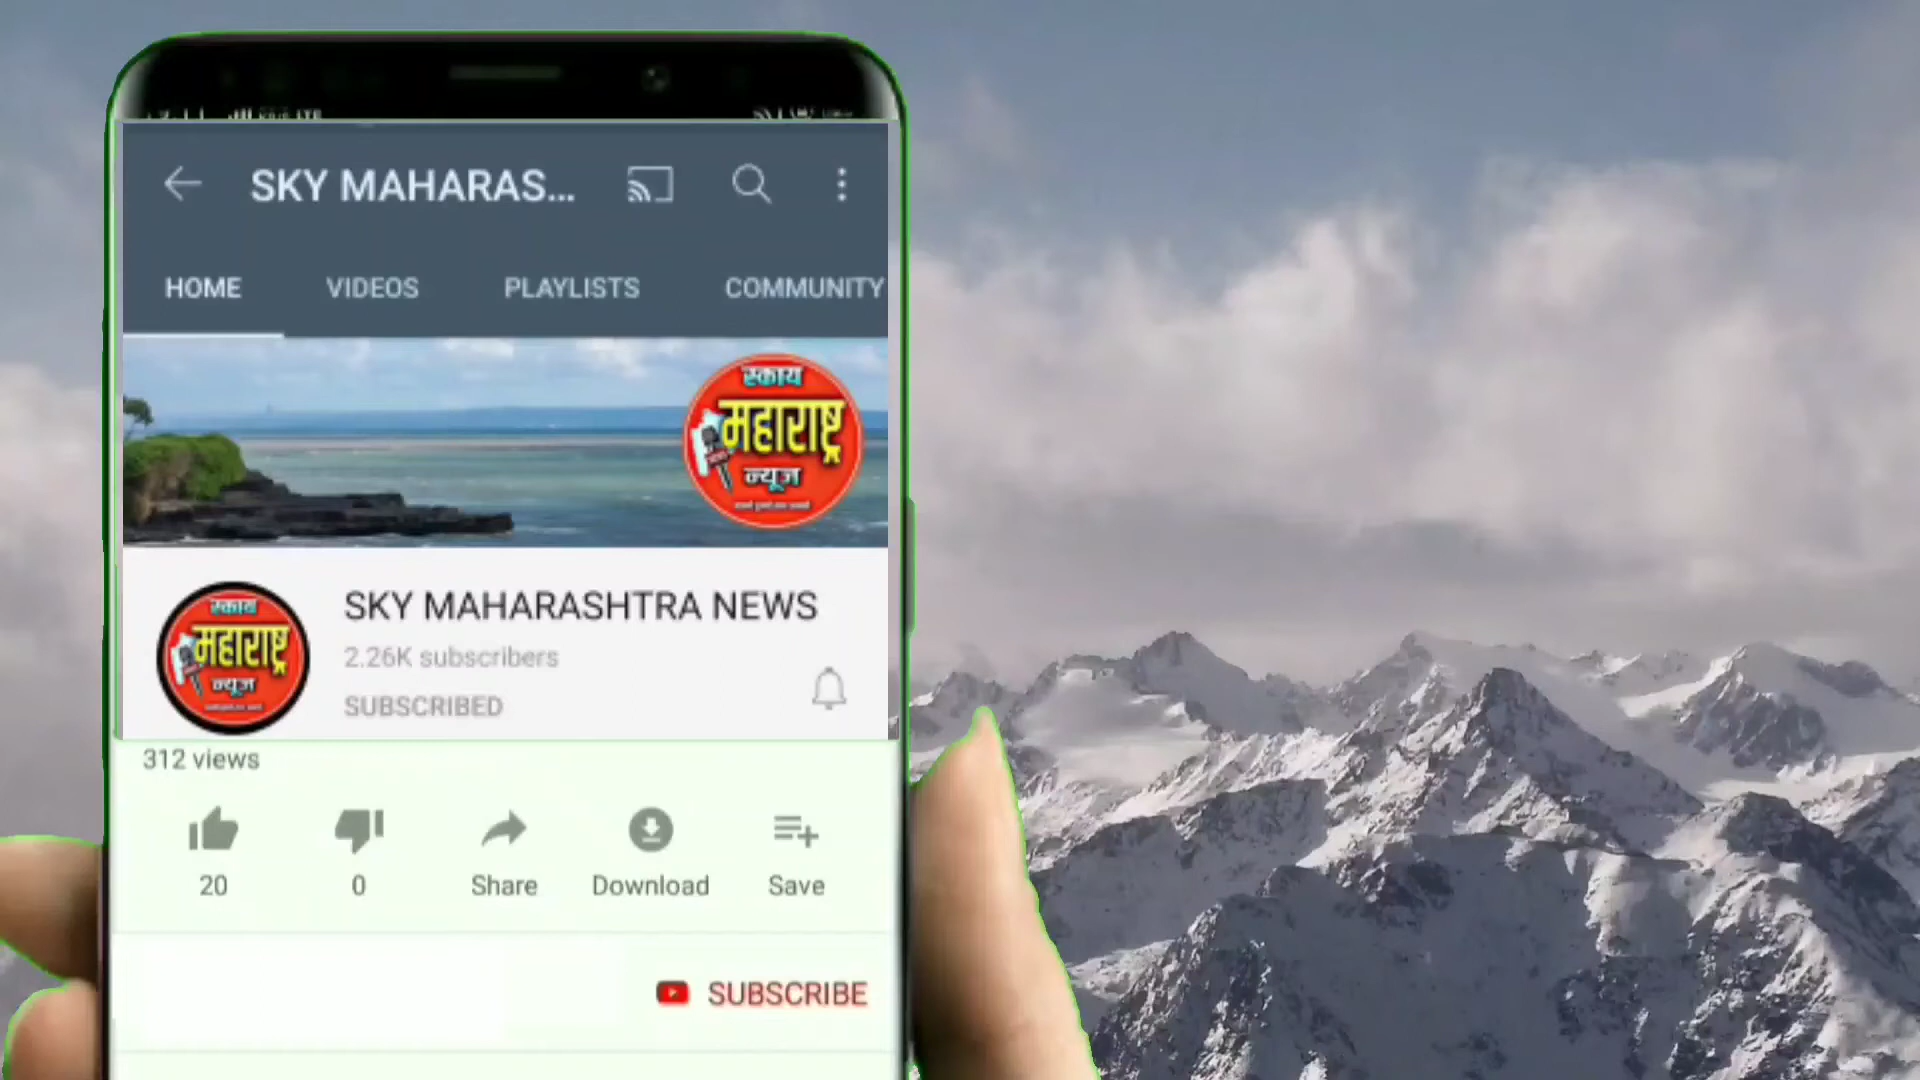 SKY MAHARAS...
HOME VIDEOS PLAYLISTS COMMUNITY
स्काय
महाराष्ट्र
न्यूज
स्काय
महाराष्ट्र
न्यूज
SKY MAHARASHTRA NEWS
2.26K subscribers
SUBSCRIBED
312 views
20 0 Share Download Save
SUBSCRIBE